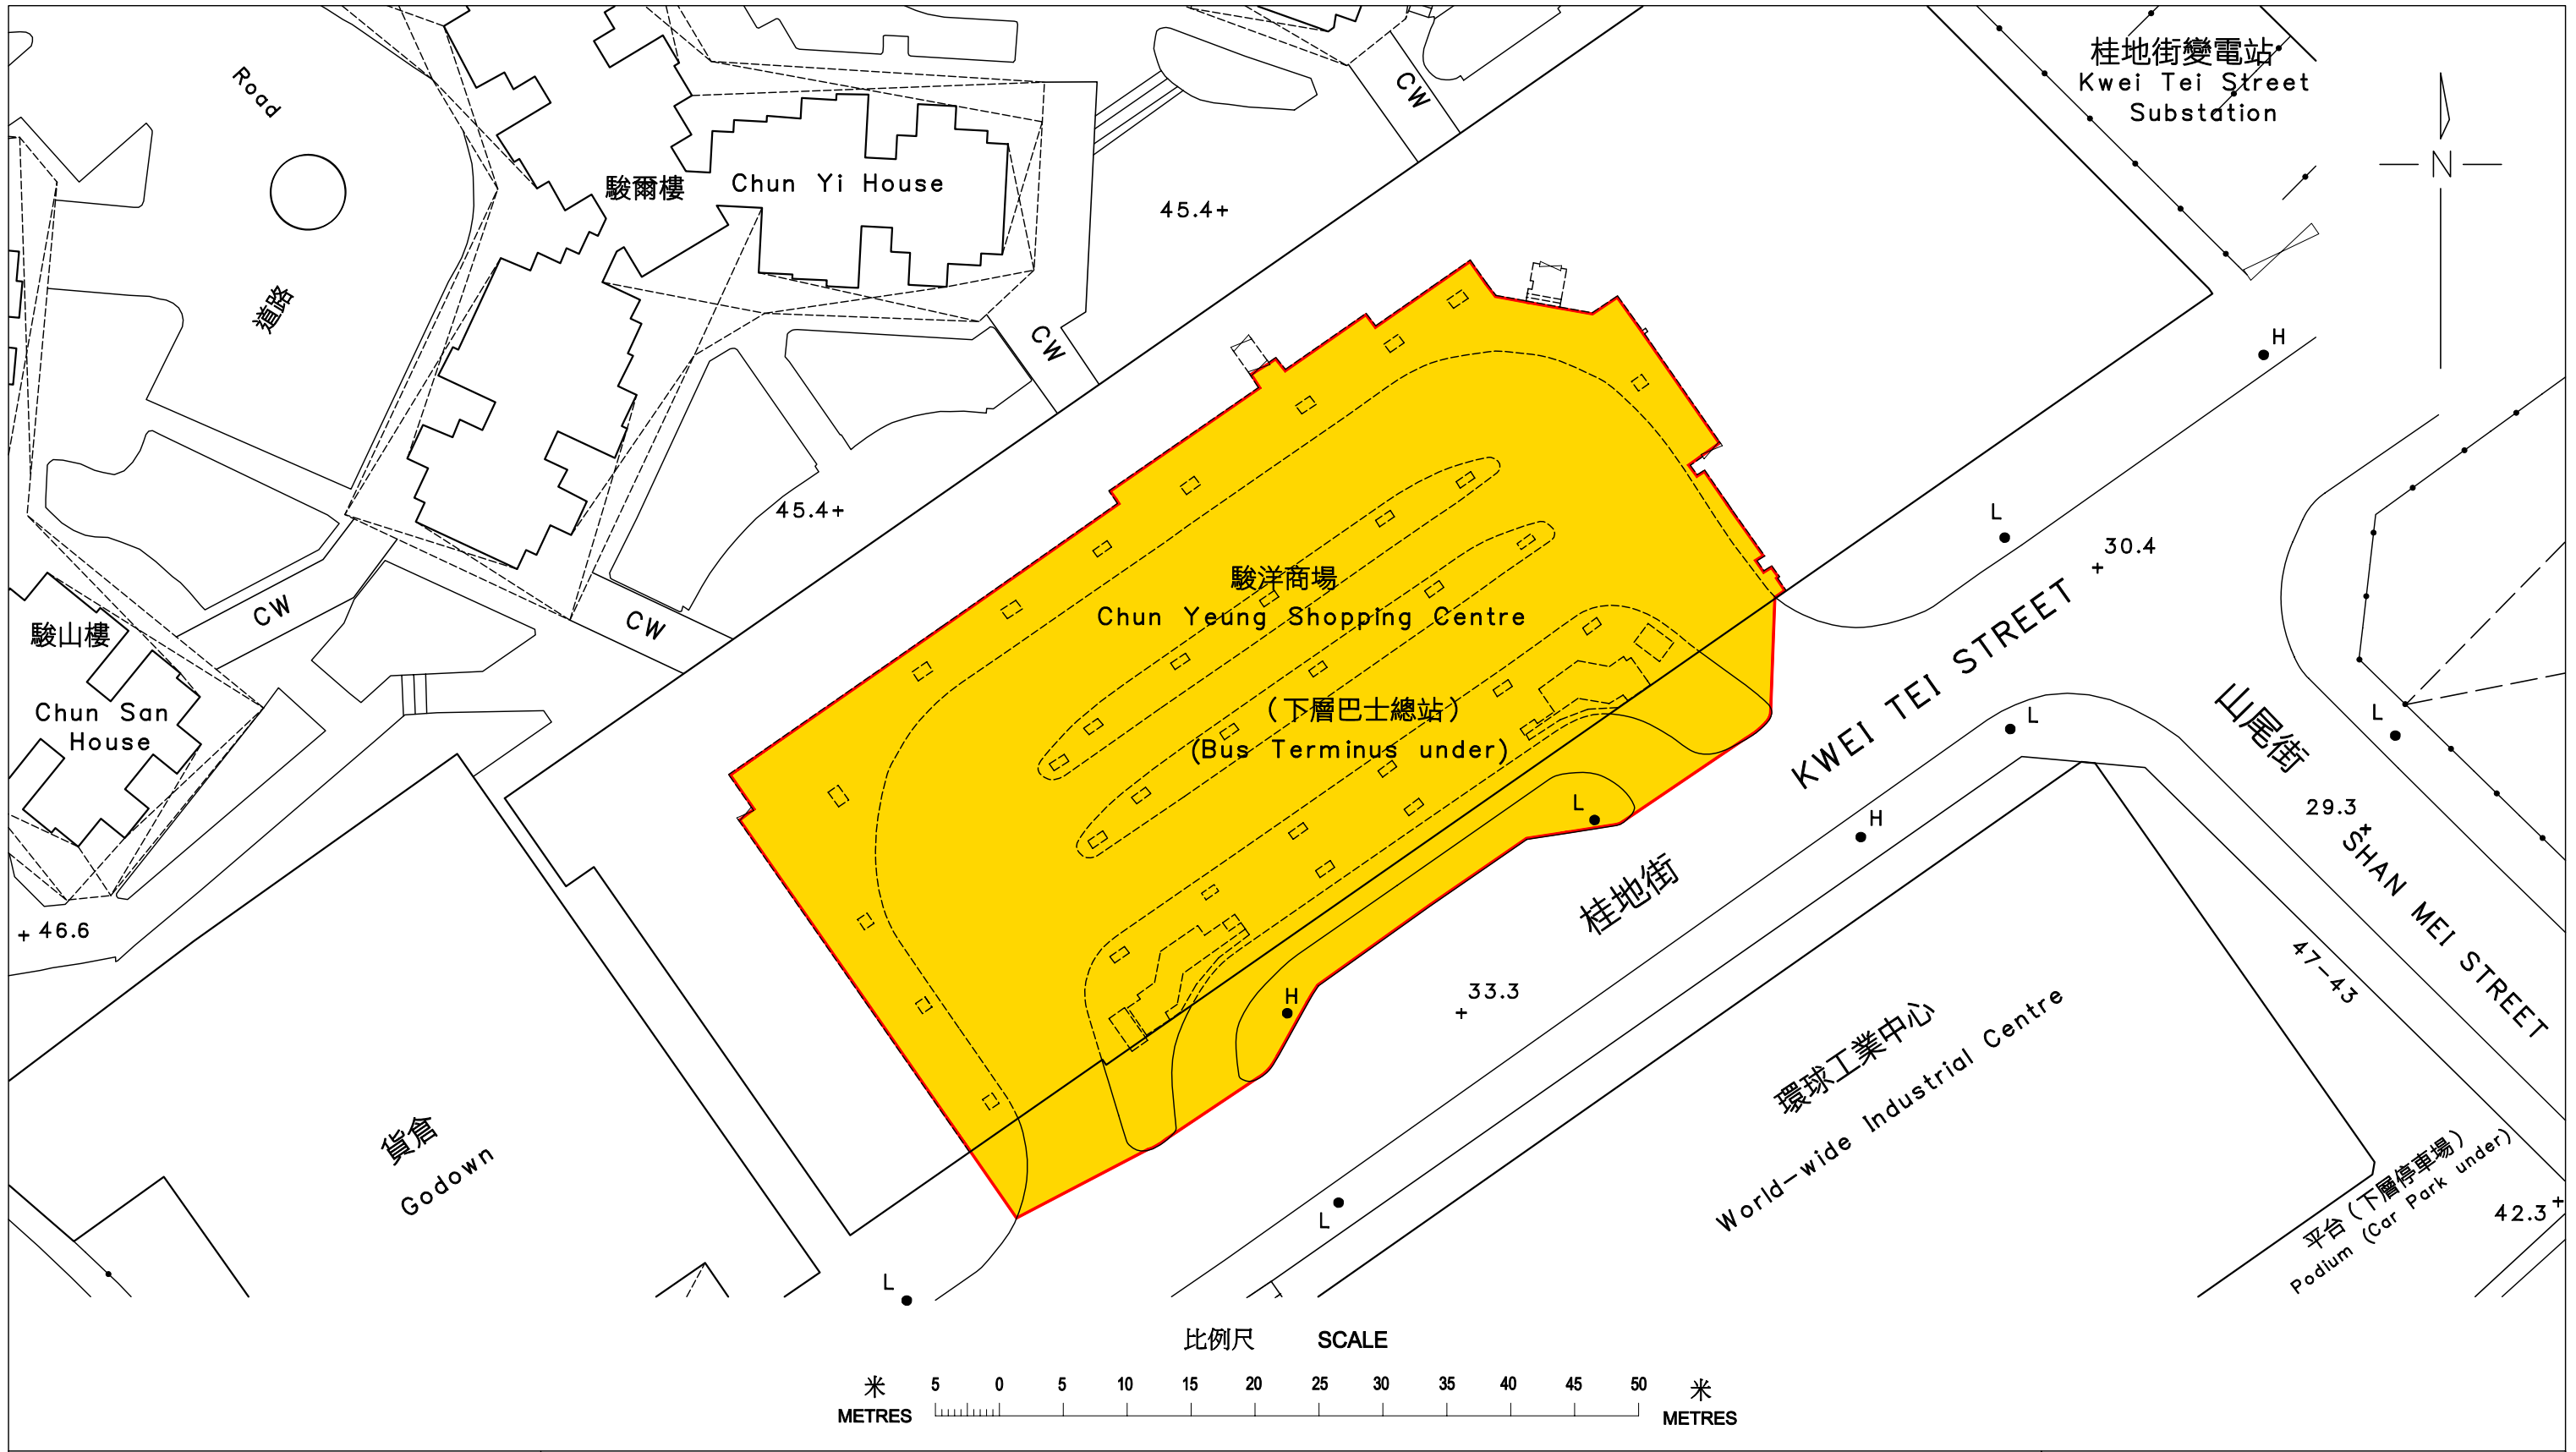 Road
道路
駿爾樓
Chun Yi House
CW
桂地街變電站
Kwei Tei Street
Substation
N
45.4+
CW
H
45.4+
L
+ 30.4
駿洋商場
Chun Yeung Shopping Centre
(下層巴士總站)
(Bus Terminus under)
CW
CW
駿山樓
Chun San
House
+ 46.6
KWEI TEI STREET
桂地街
L
山尾街
SHAN MEI STREET
L
29.3+
L
H
H
33.3
+
47-43
環球工業中心
World-wide Industrial Centre
貨倉
Godown
平台(下層停車場)
Podium (Car Park under)
42.3+
L
L
比例尺 SCALE
米 5 0 5 10 15 20 25 30 35 40 45 50 米
METRES METRES